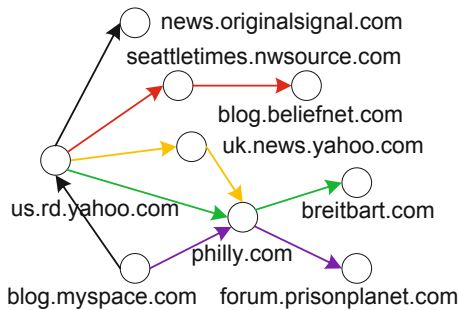 news.originalsignal.com
seattletimes.nwsource.com
blog.beliefnet.com
uk.news.yahoo.com
us.rd.yahoo.com
breitbart.com
philly.com
blog.myspace.com
forum.prisonplanet.com